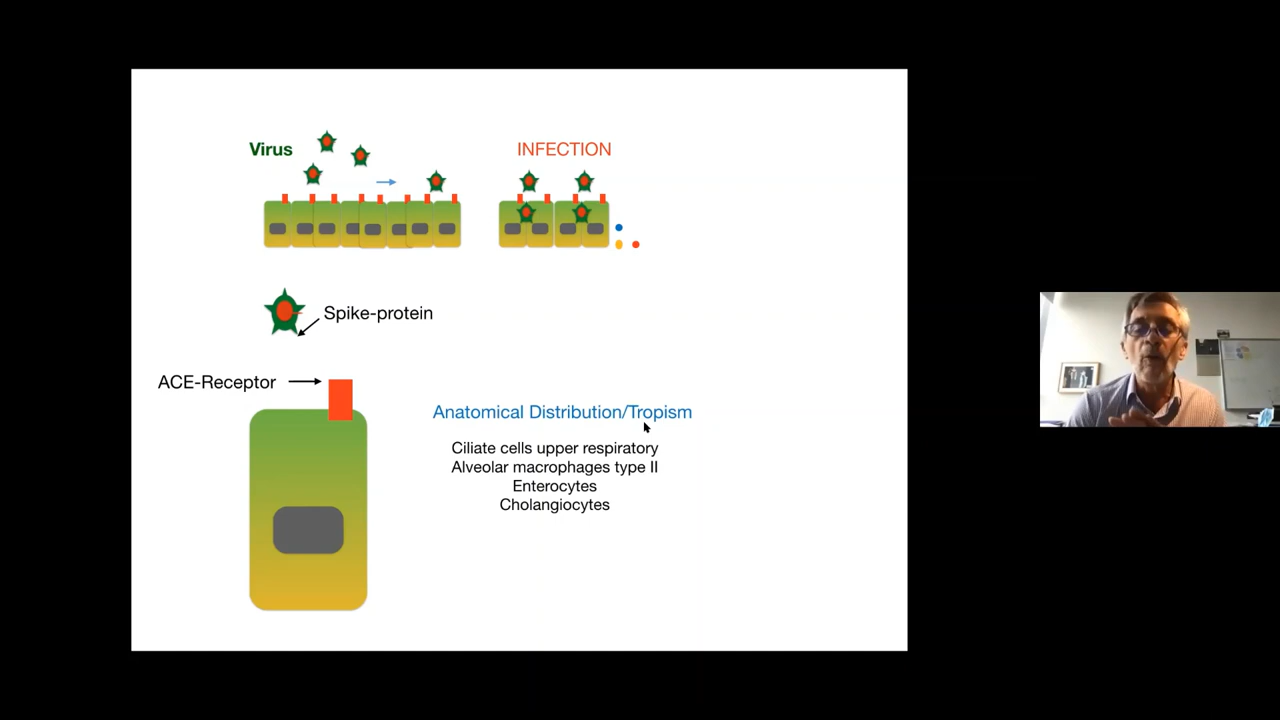 Virus
INFECTION
Spike-protein
ACE-Receptor
Anatomical Distribution/Tropism
Ciliate cells upper respiratory
Alveolar macrophages type II
Enterocytes
Cholangiocytes